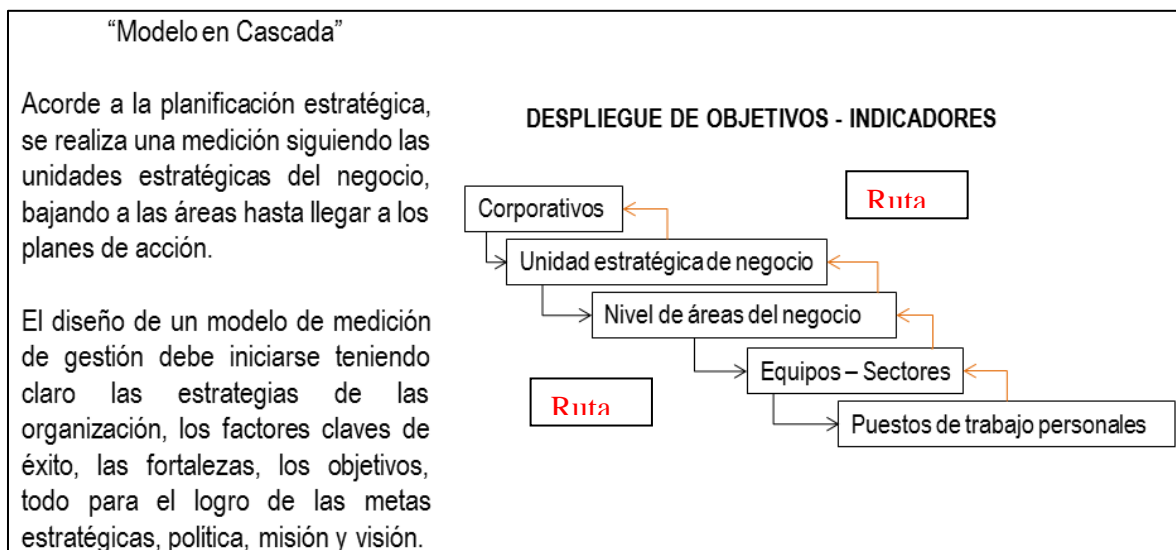 “Modelo en Cascada”
Acorde a la planificación estratégica,
se realiza una medición siguiendo las
unidades estratégicas del negocio,
bajando a las áreas hasta llegar a los
planes de acción.
El diseño de un modelo de medición
de gestión debe iniciarse teniendo
claro las estrategias de las
organización, los factores claves de
éxito, las fortalezas, los objetivos,
todo para el logro de las metas
estratégicas, política, misión y visión.
DESPLIEGUE DE OBJETIVOS - INDICADORES
Ruta
Corporativos
Unidad estratégica de negocio
Nivel de áreas del negocio
Equipos – Sectores
Ruta
Puestos de trabajo personales